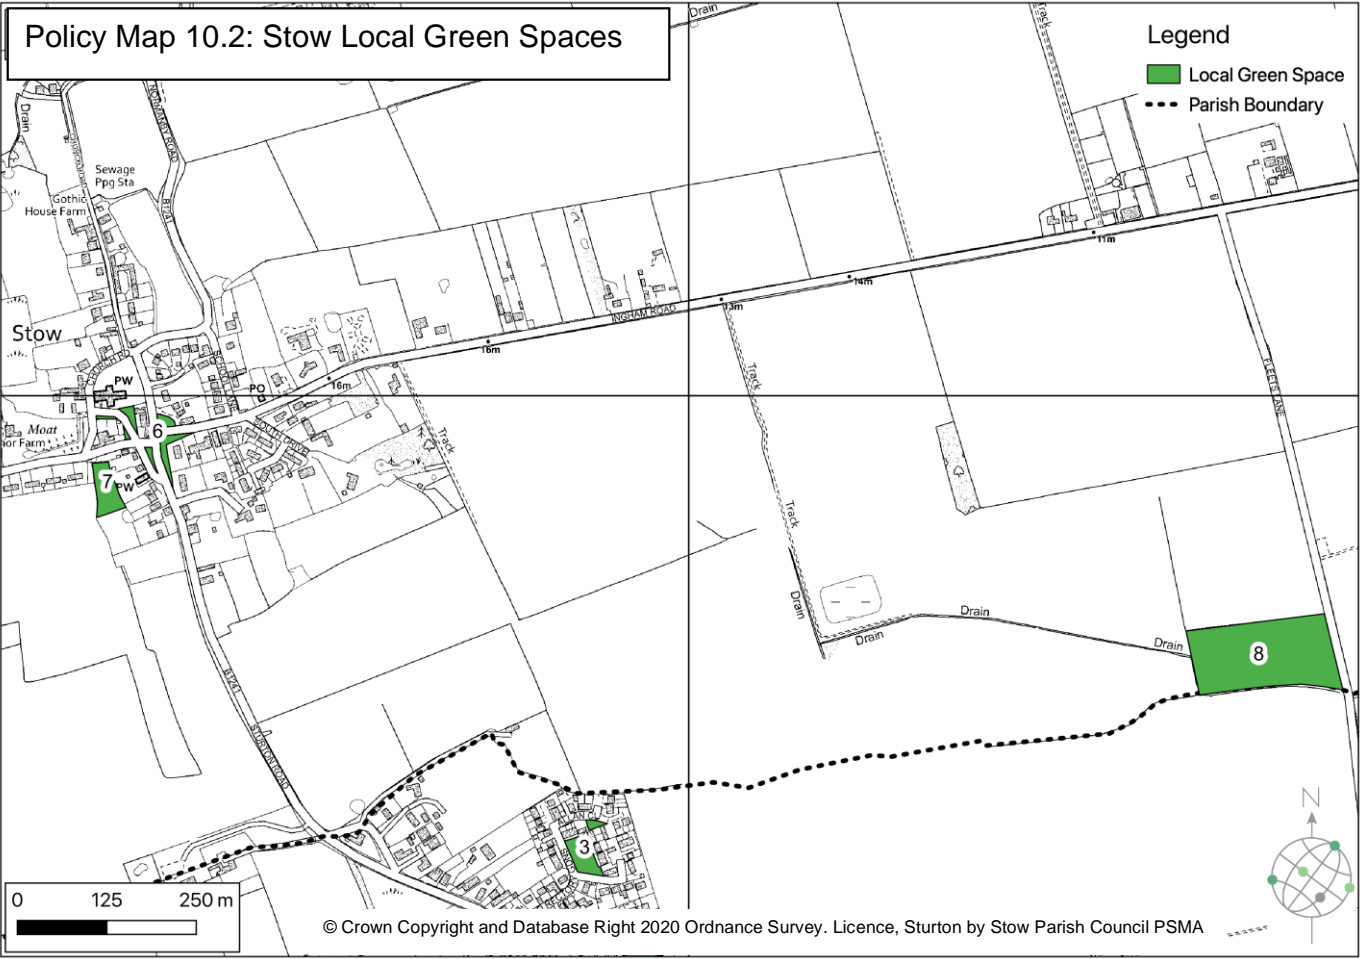 Policy Map 10.2: Stow Local Green Spaces
Legend
Local Green Space
Parish Boundary
Drain
Track
Drain
NORMANBY ROAD
Sewage
Ppg Sta
Gothic
House Farm
B1241
11m
14m
13m
INGHAM ROAD
Stow
16m
16m
PW
PO
Track
FLEETS LANE
Moat
6
Track
7
PW
Track
Drain
Drain
Drain
Drain
8
B1241
STURTON ROAD
3
N
0 125 250 m
© Crown Copyright and Database Right 2020 Ordnance Survey. Licence, Sturton by Stow Parish Council PSMA